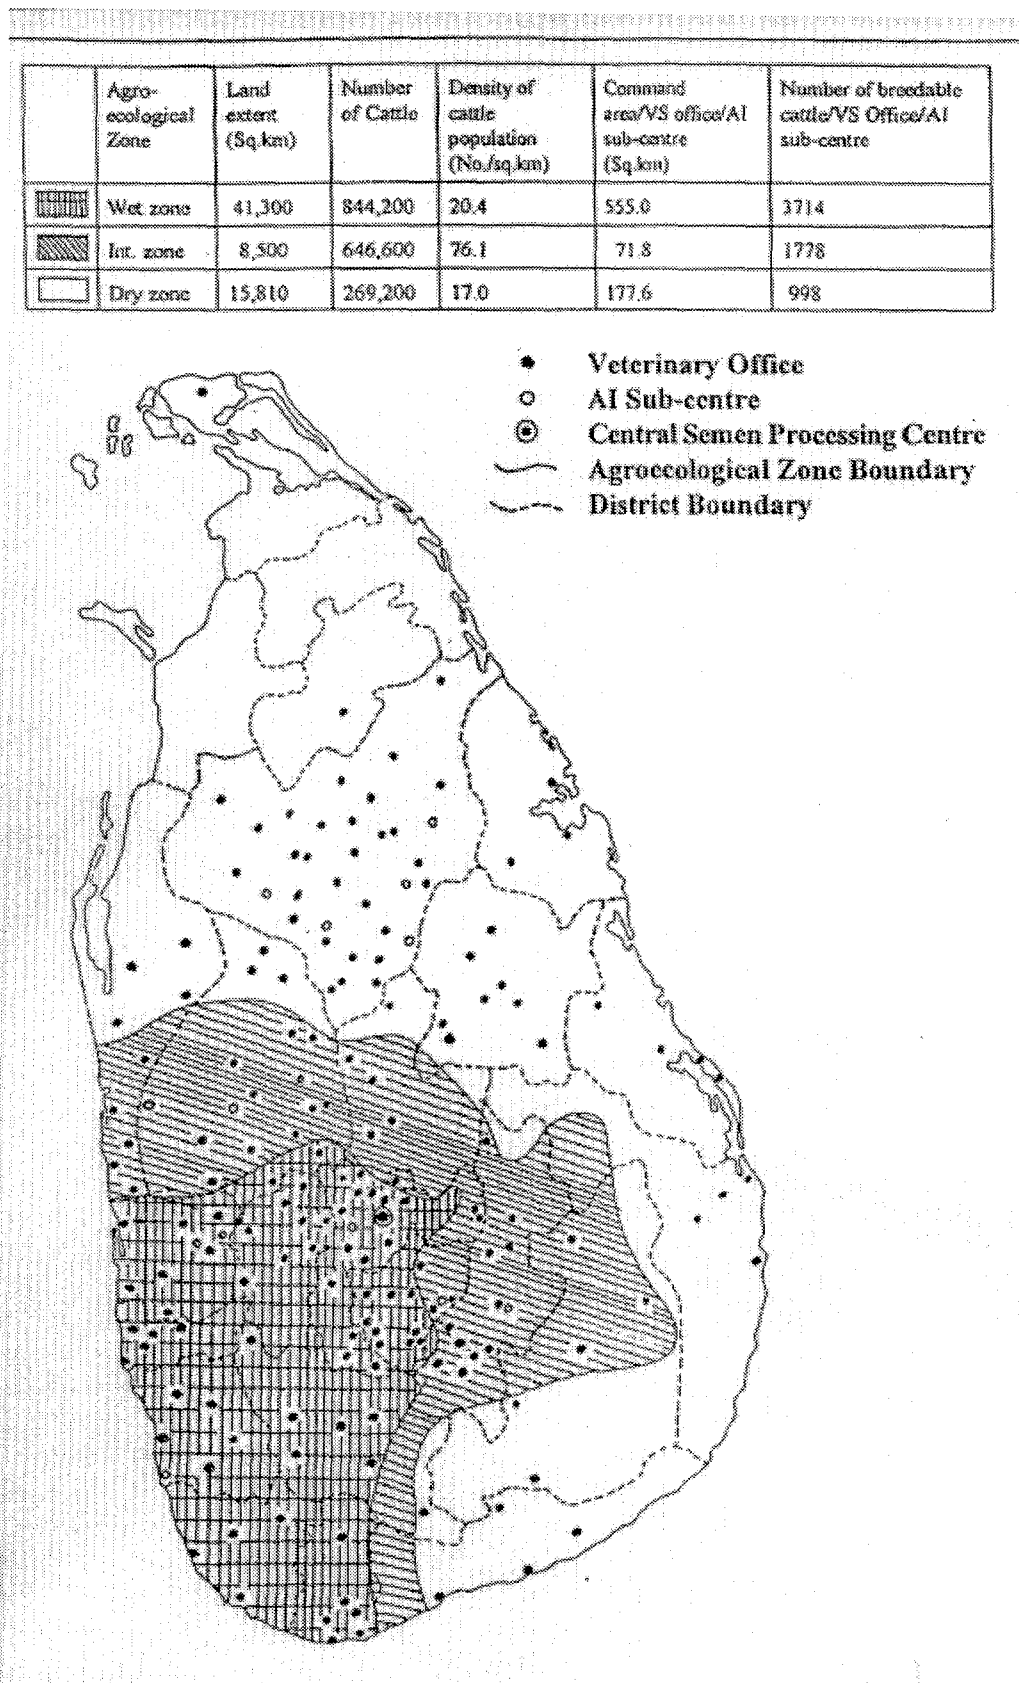 Agro-
ecological
Zone
Land
extent
(Sq.km)
Number
of Cattle
Density of
cattle
population
(No./sq.km)
Command
area/VS office/AI
sub-centre
(Sq.km)
Number of breedable
cattle/VS Office/AI
sub-centre
Wet zone 41,300 844,200 20.4 555.0 3714
Int. zone 8,500 646,600 76.1 71.8 1778
Dry zone 15,810 269,200 17.0 177.6 998
Veterinary Office
AI Sub-centre
Central Semen Processing Centre
Agroecological Zone Boundary
District Boundary